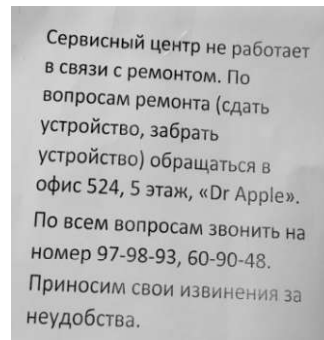 Сервисный центр не работает
в связи с ремонтом. По
вопросам ремонта (сдать
устройство, забрать
устройство) обращаться в
офис 524, 5 этаж, «Dr Apple».
По всем вопросам звонить на
номер 97-98-93, 60-90-48.
Приносим свои извинения за
неудобства.